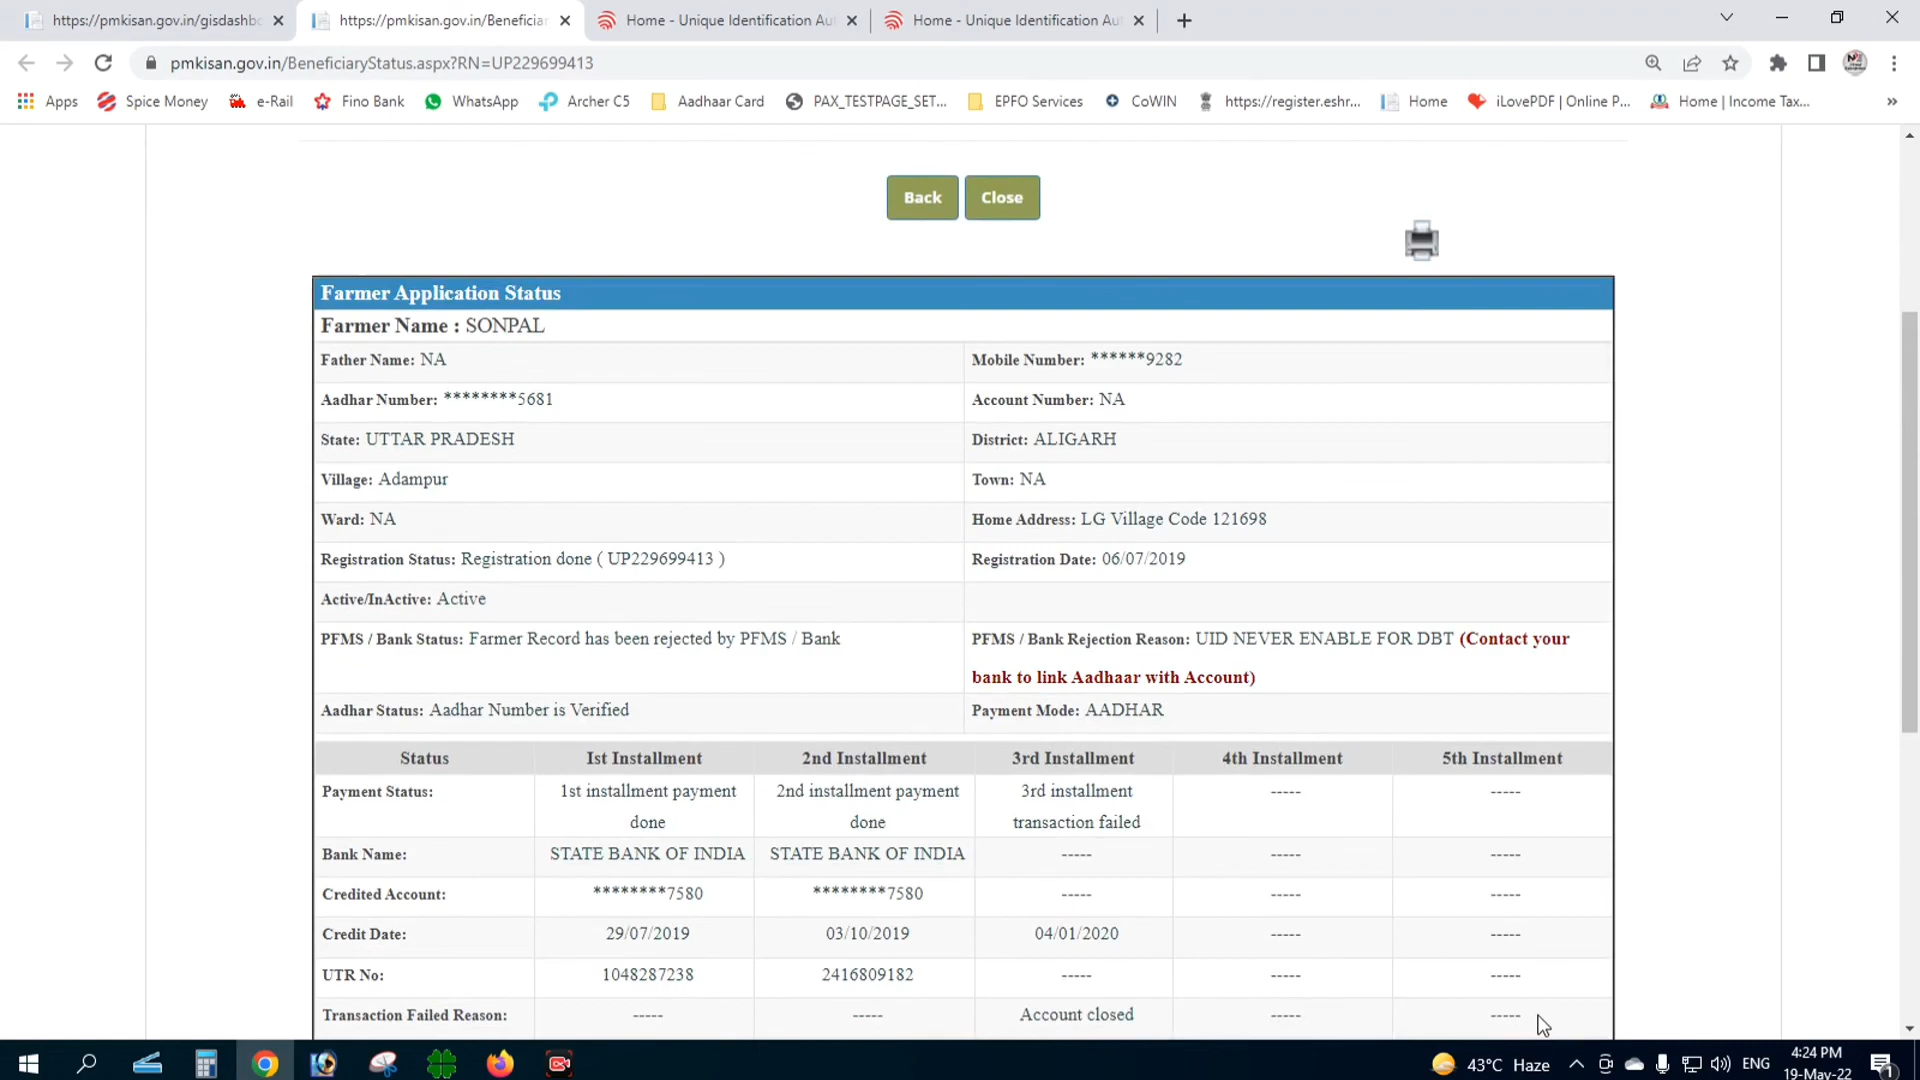 https://pmkisan.gov.in/gisdashbo
https://pmkisan.gov.in/Beneficiar
Home - Unique Identification Aut
Home - Unique Identification Aut
pmkisan.gov.in/BeneficiaryStatus.aspx?RN=UP229699413
Apps
Spice Money
e-Rail
Fino Bank
WhatsApp
Archer C5
Aadhaar Card
PAX_TESTPAGE_SET...
EPFO Services
CoWIN
https://register.eshr...
Home
iLovePDF | Online P...
Home | Income Tax...
»
Back
Close
Farmer Application Status
Farmer Name : SONPAL
Father Name: NA
Mobile Number: ******9282
Aadhar Number: ********5681
Account Number: NA
State: UTTAR PRADESH
District: ALIGARH
Village: Adampur
Town: NA
Ward: NA
Home Address: LG Village Code 121698
Registration Status: Registration done ( UP229699413 )
Registration Date: 06/07/2019
Active/InActive: Active
PFMS / Bank Status: Farmer Record has been rejected by PFMS / Bank
PFMS / Bank Rejection Reason: UID NEVER ENABLE FOR DBT (Contact your
bank to link Aadhaar with Account)
Aadhar Status: Aadhar Number is Verified
Payment Mode: AADHAR
Status
Ist Installment
2nd Installment
3rd Installment
4th Installment
5th Installment
Payment Status:
1st installment payment
done
2nd installment payment
done
3rd installment
transaction failed
-----
-----
Bank Name:
STATE BANK OF INDIA
STATE BANK OF INDIA
-----
-----
-----
Credited Account:
********7580
********7580
-----
-----
-----
Credit Date:
29/07/2019
03/10/2019
04/01/2020
-----
-----
UTR No:
1048287238
2416809182
-----
-----
-----
Transaction Failed Reason:
-----
-----
Account closed
-----
-----
43°C Haze
ENG
4:24 PM
19-May-22
1